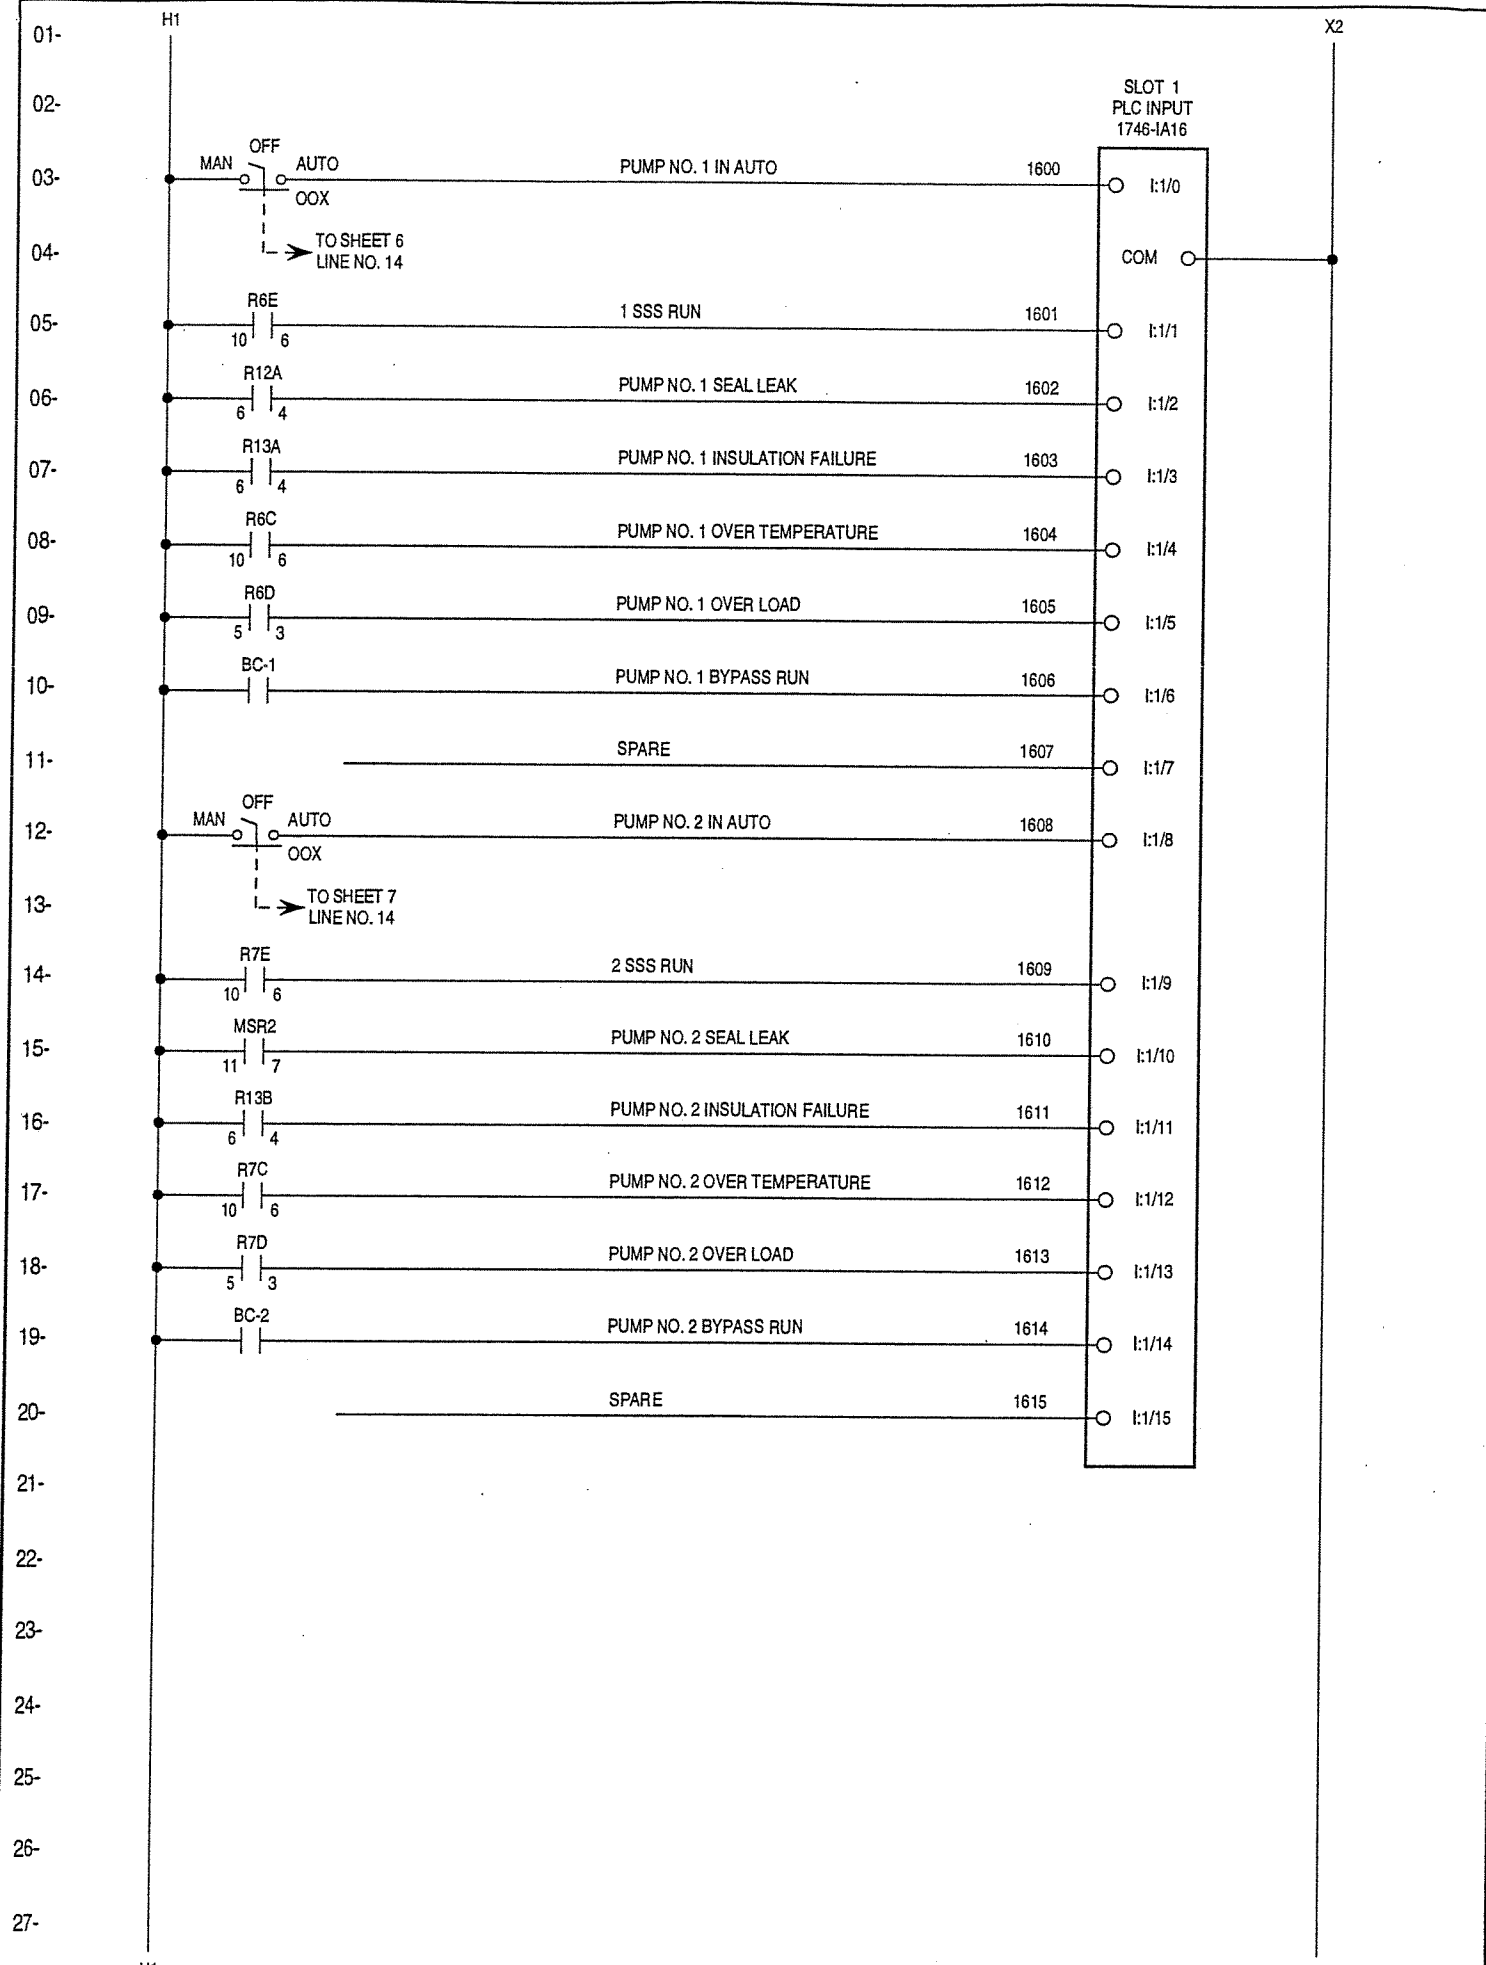 H1
X2
01-
02-
SLOT 1
PLC INPUT
1746-IA16
OFF
MAN AUTO
03- PUMP NO. 1 IN AUTO 1600 I:1/0
OOX
04- TO SHEET 6
LINE NO. 14
COM
R6E
05- 1 SSS RUN 1601 I:1/1
10 6
R12A
06- PUMP NO. 1 SEAL LEAK 1602 I:1/2
6 4
R13A
07- PUMP NO. 1 INSULATION FAILURE 1603 I:1/3
6 4
R6C
08- PUMP NO. 1 OVER TEMPERATURE 1604 I:1/4
10 6
R6D
09- PUMP NO. 1 OVER LOAD 1605 I:1/5
5 3
BC-1
10- PUMP NO. 1 BYPASS RUN 1606 I:1/6
11- SPARE 1607 I:1/7
OFF
MAN AUTO
12- PUMP NO. 2 IN AUTO 1608 I:1/8
OOX
13- TO SHEET 7
LINE NO. 14
R7E
14- 2 SSS RUN 1609 I:1/9
10 6
MSR2
15- PUMP NO. 2 SEAL LEAK 1610 I:1/10
11 7
R13B
16- PUMP NO. 2 INSULATION FAILURE 1611 I:1/11
6 4
R7C
17- PUMP NO. 2 OVER TEMPERATURE 1612 I:1/12
10 6
R7D
18- PUMP NO. 2 OVER LOAD 1613 I:1/13
5 3
BC-2
19- PUMP NO. 2 BYPASS RUN 1614 I:1/14
20- SPARE 1615 I:1/15
21-
22-
23-
24-
25-
26-
27-